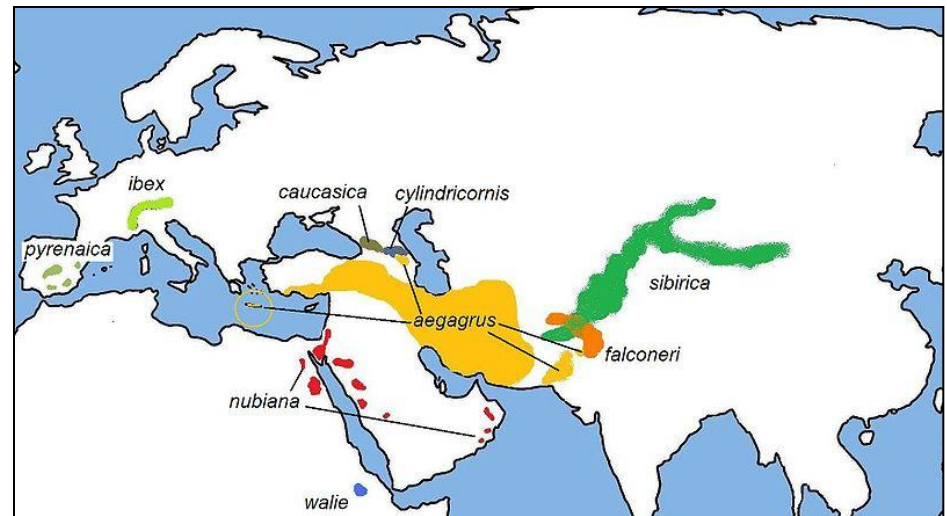 ibex
caucasica
cylindricornis
pyrenaica
sibirica
aegagrus
falconeri
nubiana
walie